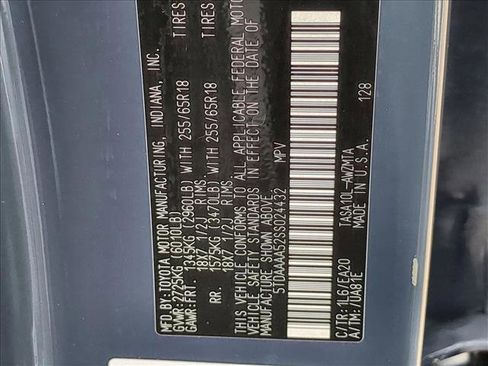 MFD.BY: TOYOTA MOTOR MANUFACTURING, INDIANA, INC.
GVWR: 2725KG (6010LB)
GAWR: FRT. 1345KG (2960LB) WITH 255/65R18 TIRES
18X7 1/2J RIMS
RR. 1575KG (3470LB) WITH 255/65R18 TIRES
18X7 1/2J RIMS
THIS VEHICLE CONFORMS TO ALL APPLICABLE FEDERAL MOTOR
VEHICLE SAFETY STANDARDS IN EFFECT ON THE DATE OF
MANUFACTURE SHOWN ABOVE.
5TDAAAA52SS024432 MPV
C/TR: 1L6/EA20 TASA10L-AWZMTA
A/TM: /UA81E MADE IN U.S.A. 128